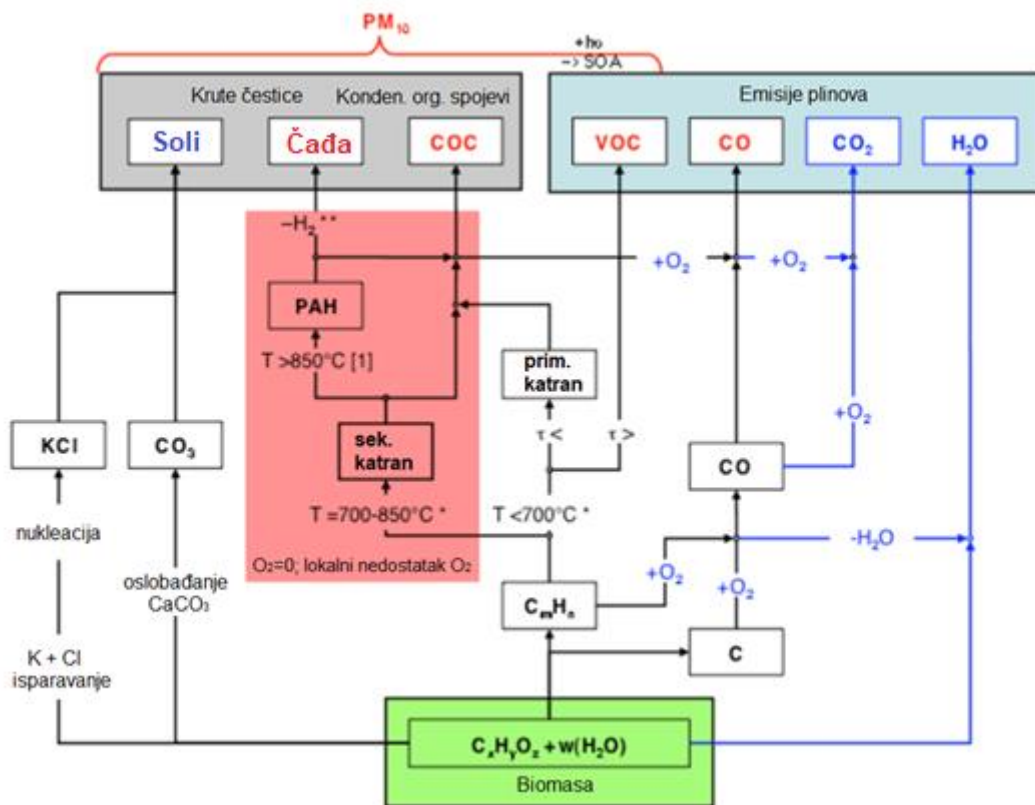 PM₁₀
+hυ
–> SOA
Krute čestice
Konden. org. spojevi
Emisije plinova
Soli
Čađa
COC
VOC
CO
CO₂
H₂O
–H₂ **
+O₂
+O₂
PAH
T >850°C [1]
prim.
katran
τ <
τ >
+O₂
KCl
CO₃
sek.
katran
CO
nukleacija
T =700-850°C *
T <700°C *
-H₂O
O₂=0; lokalni nedostatak O₂
oslobađanje
CaCO₃
+O₂
+O₂
CₘHₙ
C
K + Cl
isparavanje
CₓHᵧO_z + w(H₂O)
Biomasa